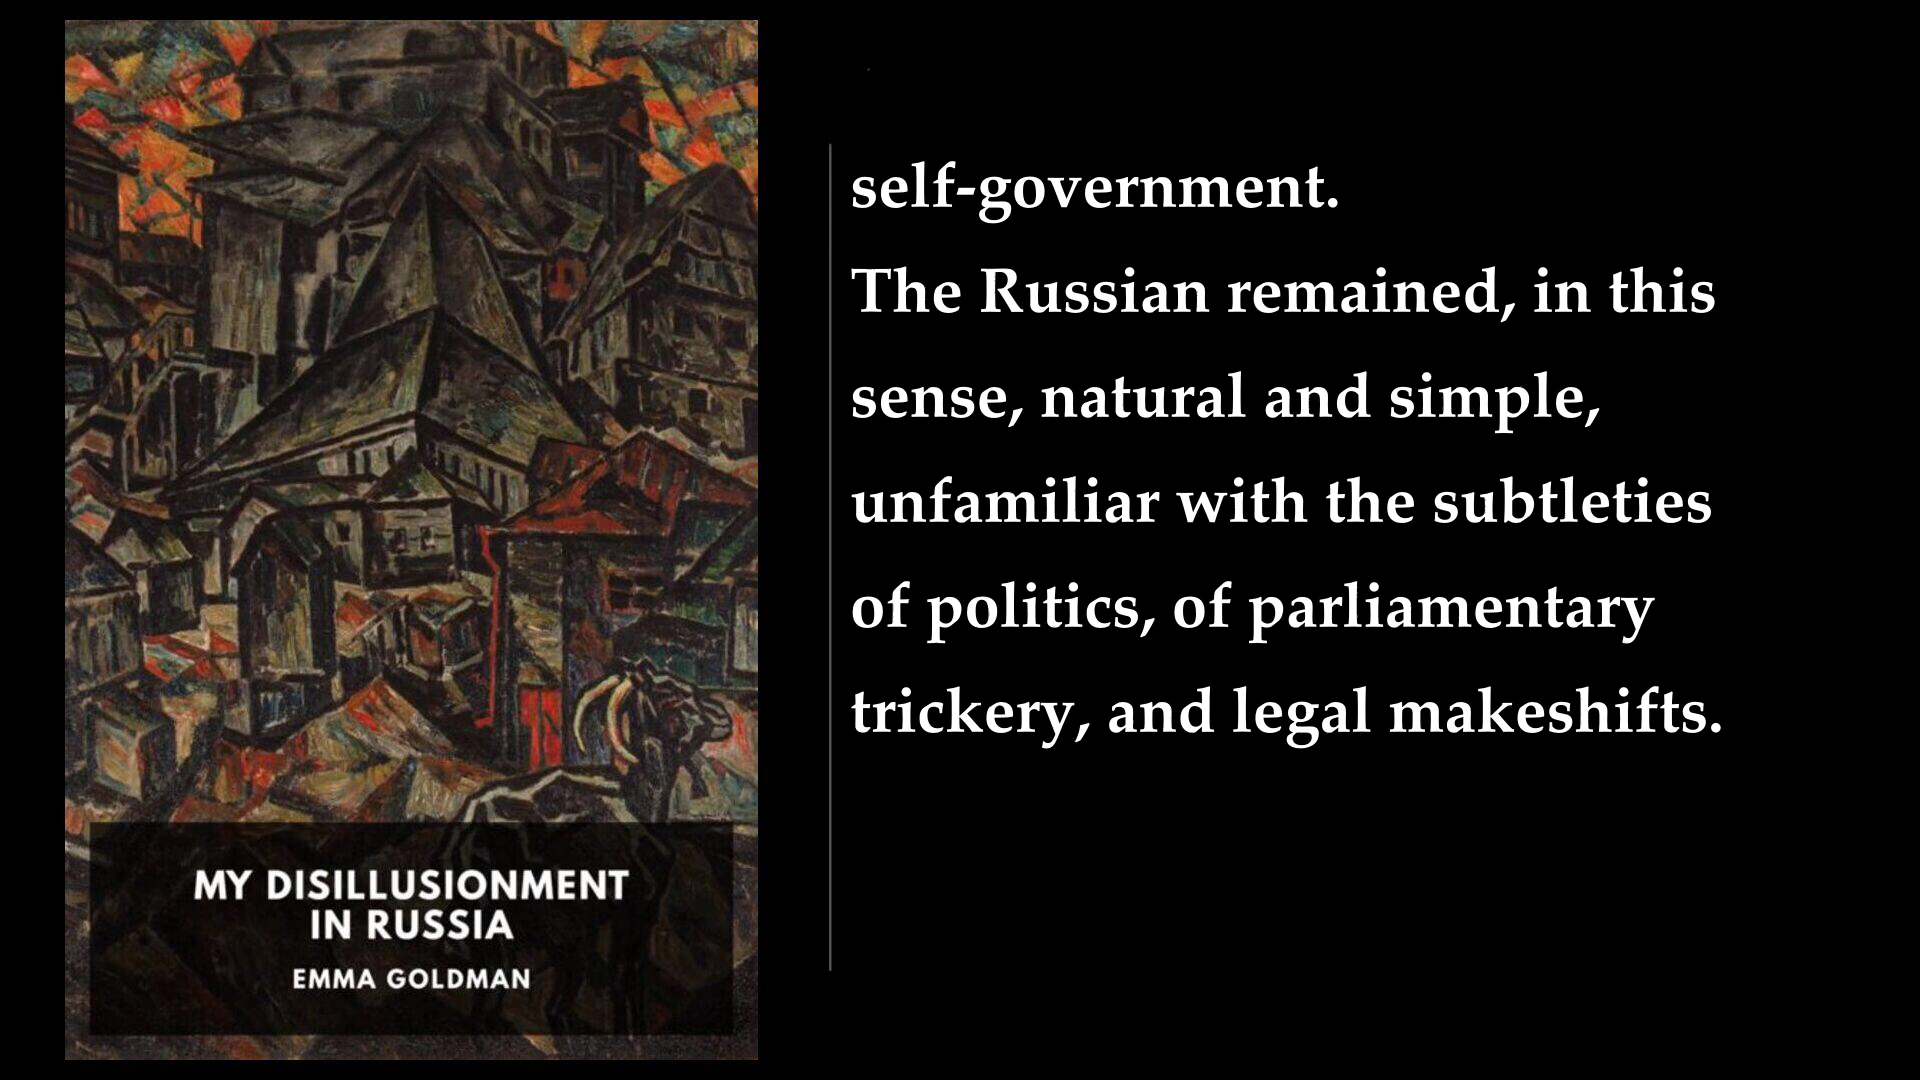 MY DISILLUSIONMENT
IN RUSSIA
EMMA GOLDMAN
self-government.
The Russian remained, in this
sense, natural and simple,
unfamiliar with the subtleties
of politics, of parliamentary
trickery, and legal makeshifts.